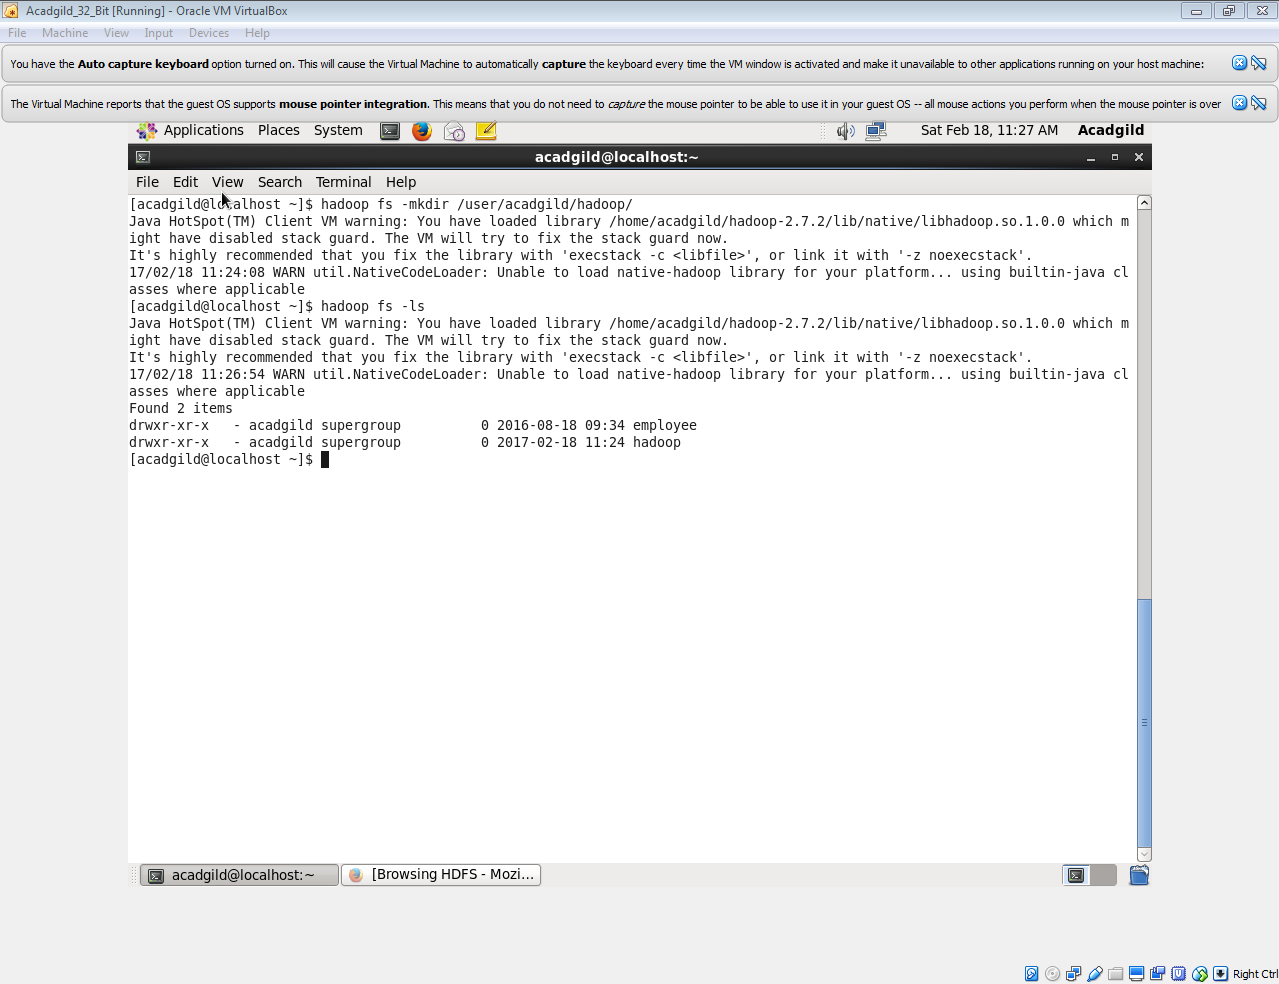 Acadgild_32_Bit [Running] - Oracle VM VirtualBox
File Machine View Input Devices Help
You have the Auto capture keyboard option turned on. This will cause the Virtual Machine to automatically capture the keyboard every time the VM window is activated and make it unavailable to other applications running on your host machine:
The Virtual Machine reports that the guest OS supports mouse pointer integration. This means that you do not need to capture the mouse pointer to be able to use it in your guest OS -- all mouse actions you perform when the mouse pointer is over
Applications Places System Sat Feb 18, 11:27 AM Acadgild
acadgild@localhost:~
File Edit View Search Terminal Help
[acadgild@localhost ~]$ hadoop fs -mkdir /user/acadgild/hadoop/
Java HotSpot(TM) Client VM warning: You have loaded library /home/acadgild/hadoop-2.7.2/lib/native/libhadoop.so.1.0.0 which m
ight have disabled stack guard. The VM will try to fix the stack guard now.
It's highly recommended that you fix the library with 'execstack -c <libfile>', or link it with '-z noexecstack'.
17/02/18 11:24:08 WARN util.NativeCodeLoader: Unable to load native-hadoop library for your platform... using builtin-java cl
asses where applicable
[acadgild@localhost ~]$ hadoop fs -ls
Java HotSpot(TM) Client VM warning: You have loaded library /home/acadgild/hadoop-2.7.2/lib/native/libhadoop.so.1.0.0 which m
ight have disabled stack guard. The VM will try to fix the stack guard now.
It's highly recommended that you fix the library with 'execstack -c <libfile>', or link it with '-z noexecstack'.
17/02/18 11:26:54 WARN util.NativeCodeLoader: Unable to load native-hadoop library for your platform... using builtin-java cl
asses where applicable
Found 2 items
drwxr-xr-x   - acadgild supergroup          0 2016-08-18 09:34 employee
drwxr-xr-x   - acadgild supergroup          0 2017-02-18 11:24 hadoop
[acadgild@localhost ~]$
acadgild@localhost:~ [Browsing HDFS - Mozi...
Right Ctrl